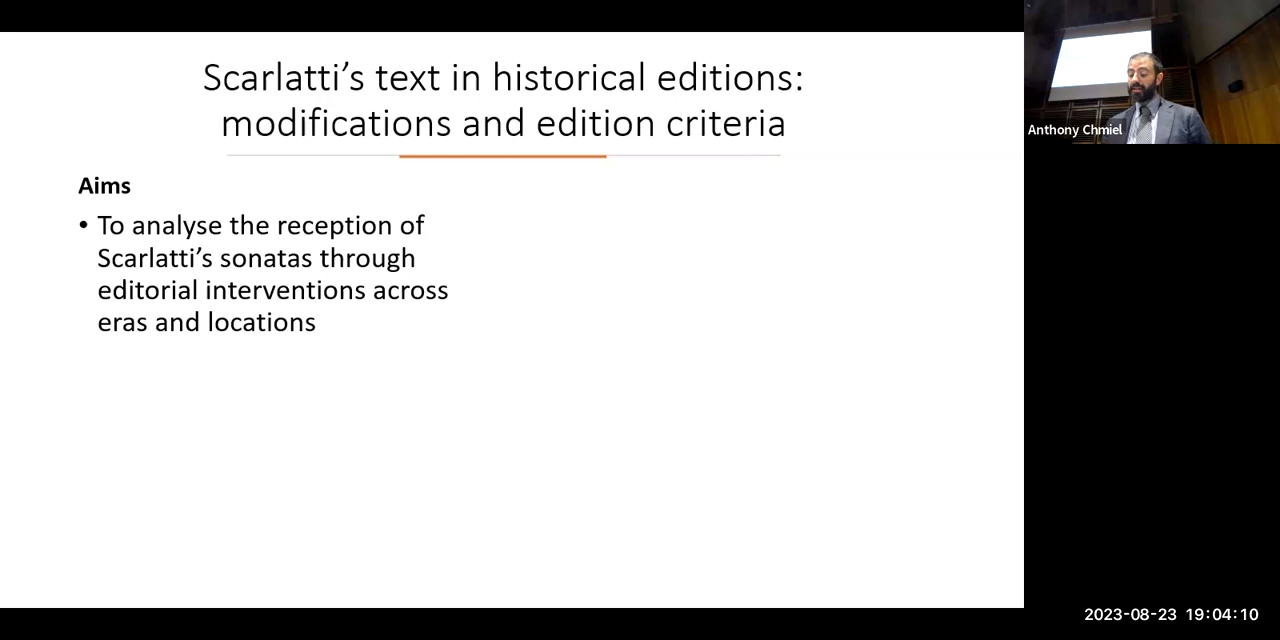 Scarlatti’s text in historical editions:
modifications and edition criteria
Aims
• To analyse the reception of
Scarlatti’s sonatas through
editorial interventions across
eras and locations
Anthony Chmiel
2023-08-23 19:04:10